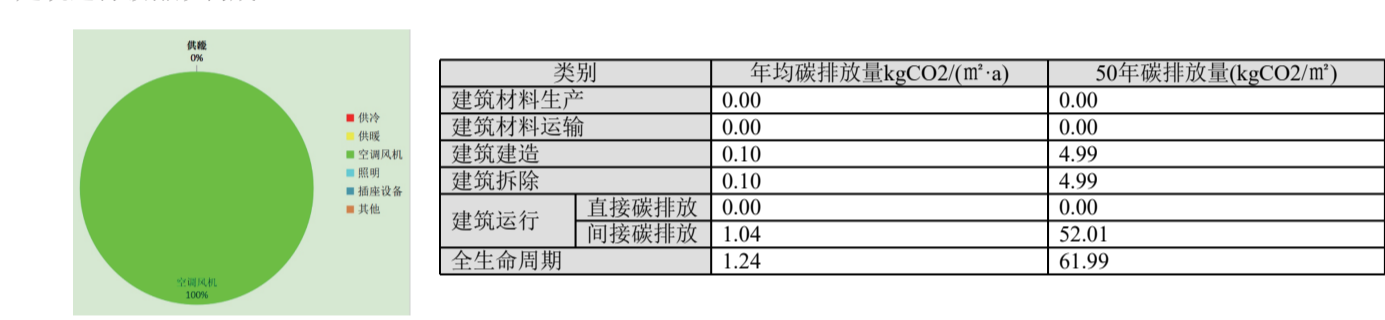 供暖
0%
空调风机
100%
供冷
供暖
空调风机
照明
插座设备
其他
类别 年均碳排放量kgCO2/(㎡·a) 50年碳排放量(kgCO2/㎡)
建筑材料生产 0.00 0.00
建筑材料运输 0.00 0.00
建筑建造 0.10 4.99
建筑拆除 0.10 4.99
建筑运行 直接碳排放 0.00 0.00
间接碳排放 1.04 52.01
全生命周期 1.24 61.99